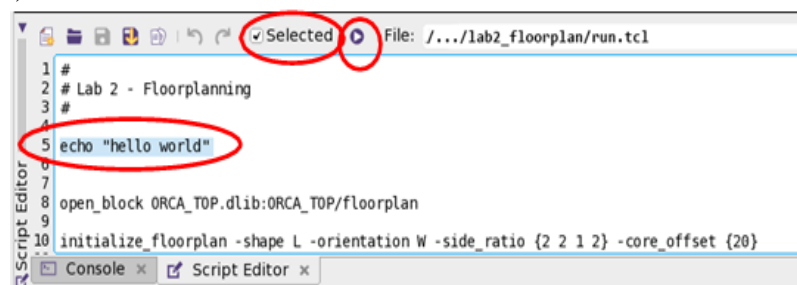 Selected File: /.../lab2_floorplan/run.tcl
1 #
2 # Lab 2 - Floorplanning
3 #
4
5 echo "hello world"
6
7
8 open_block ORCA_TOP.dlib:ORCA_TOP/floorplan
9
10 initialize_floorplan -shape L -orientation W -side_ratio {2 2 1 2} -core_offset {20}
Script Editor
Console × Script Editor ×